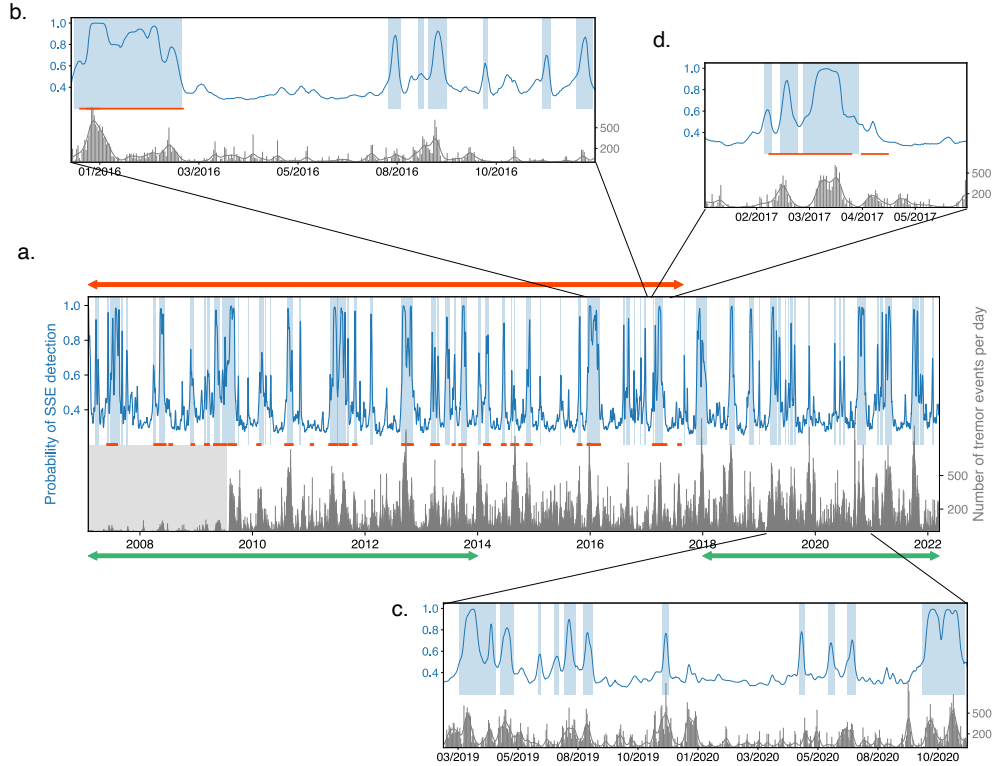 b.
1.0
0.8
0.6
0.4
500
200
01/2016 03/2016 05/2016 08/2016 10/2016
d.
1.0
0.8
0.6
0.4
500
200
02/2017 03/2017 04/2017 05/2017
a.
Probability of SSE detection
1.0
0.8
0.6
0.4
Number of tremor events per day
500
200
2008 2010 2012 2014 2016 2018 2020 2022
c.
1.0
0.8
0.6
0.4
500
200
03/2019 05/2019 08/2019 10/2019 01/2020 03/2020 05/2020 08/2020 10/2020